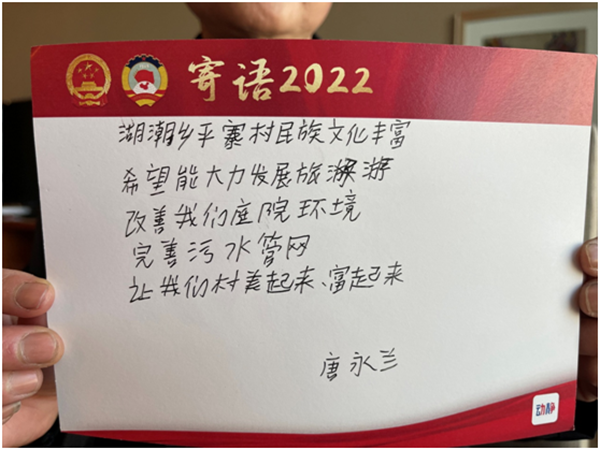 寄语2022
湖潮乡平寨村民族文化丰富
希望能大力发展旅游
改善我们庭院环境
完善污水管网
让我们村美起来、富起来
唐永兰
动静